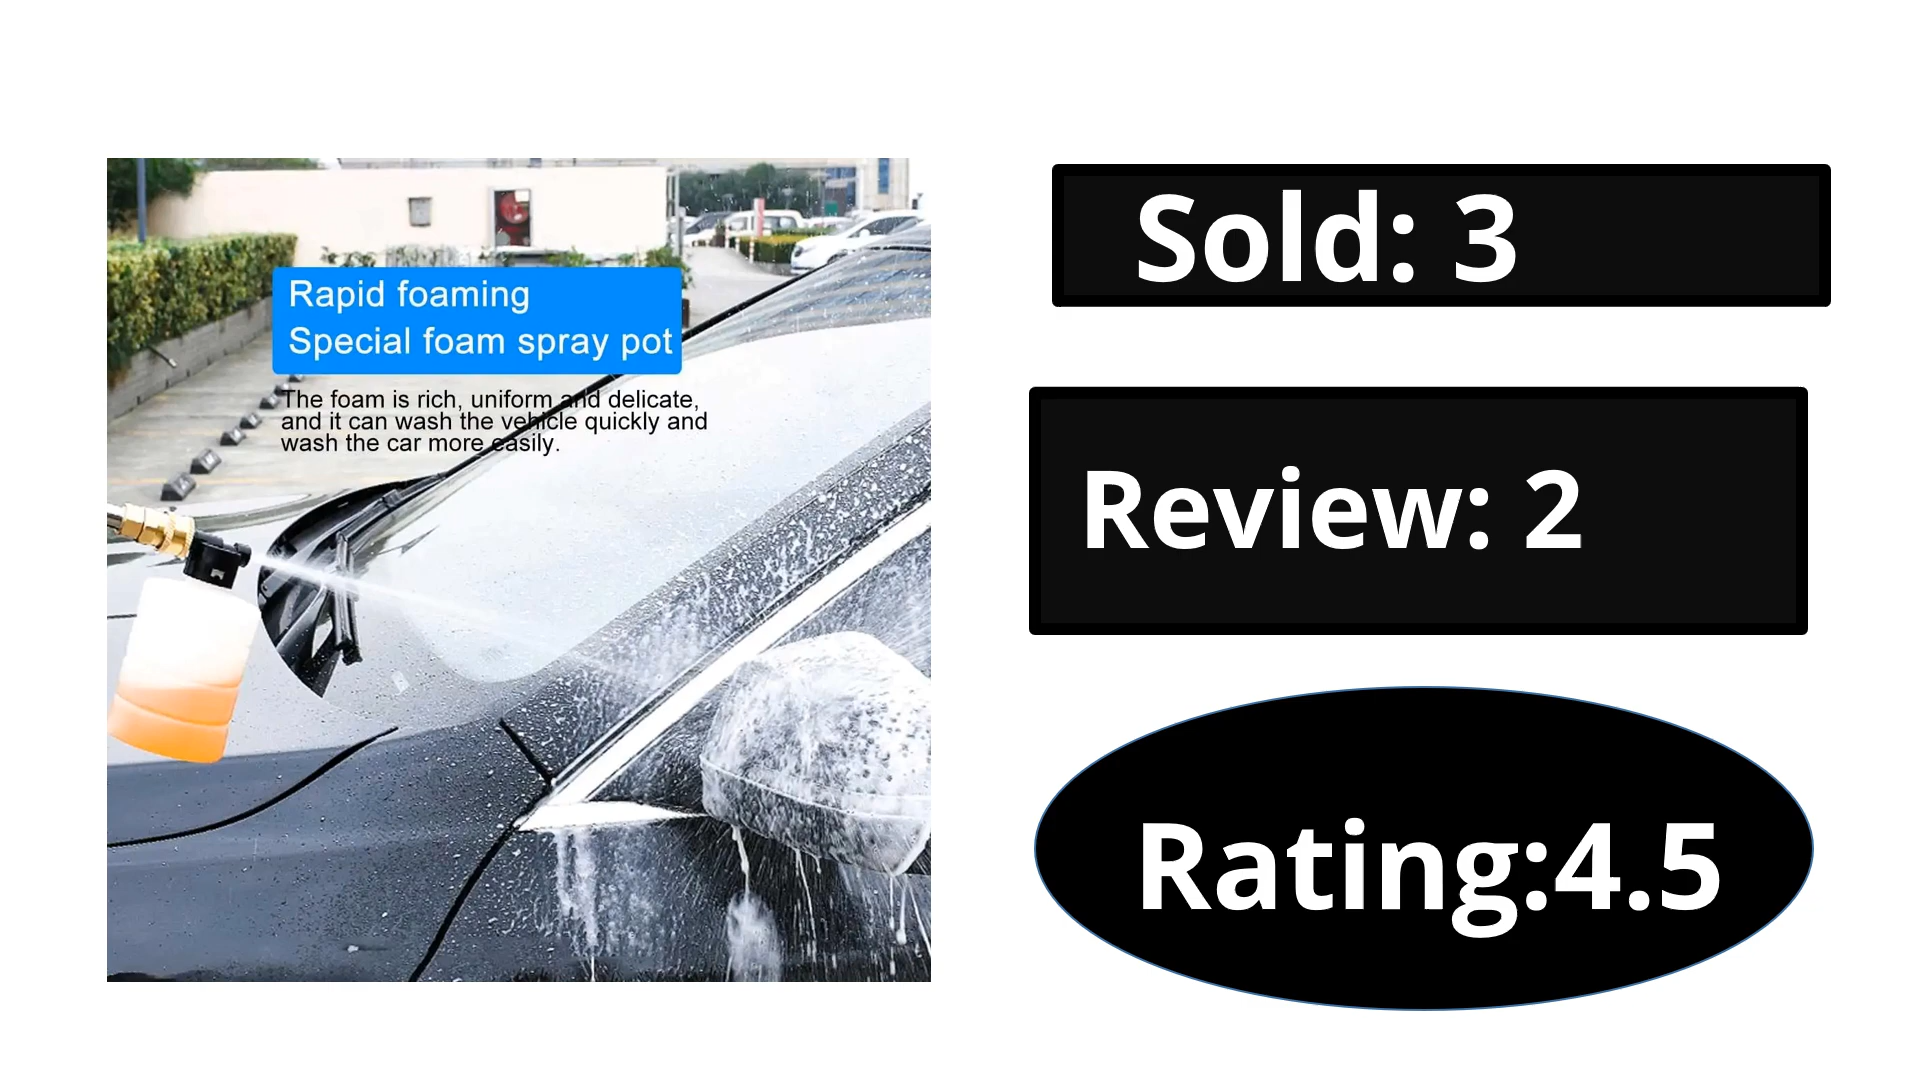 Rapid foaming
Special foam spray pot
The foam is rich, uniform and delicate,
and it can wash the vehicle quickly and
wash the car more easily.
Sold: 3
Review: 2
Rating:4.5